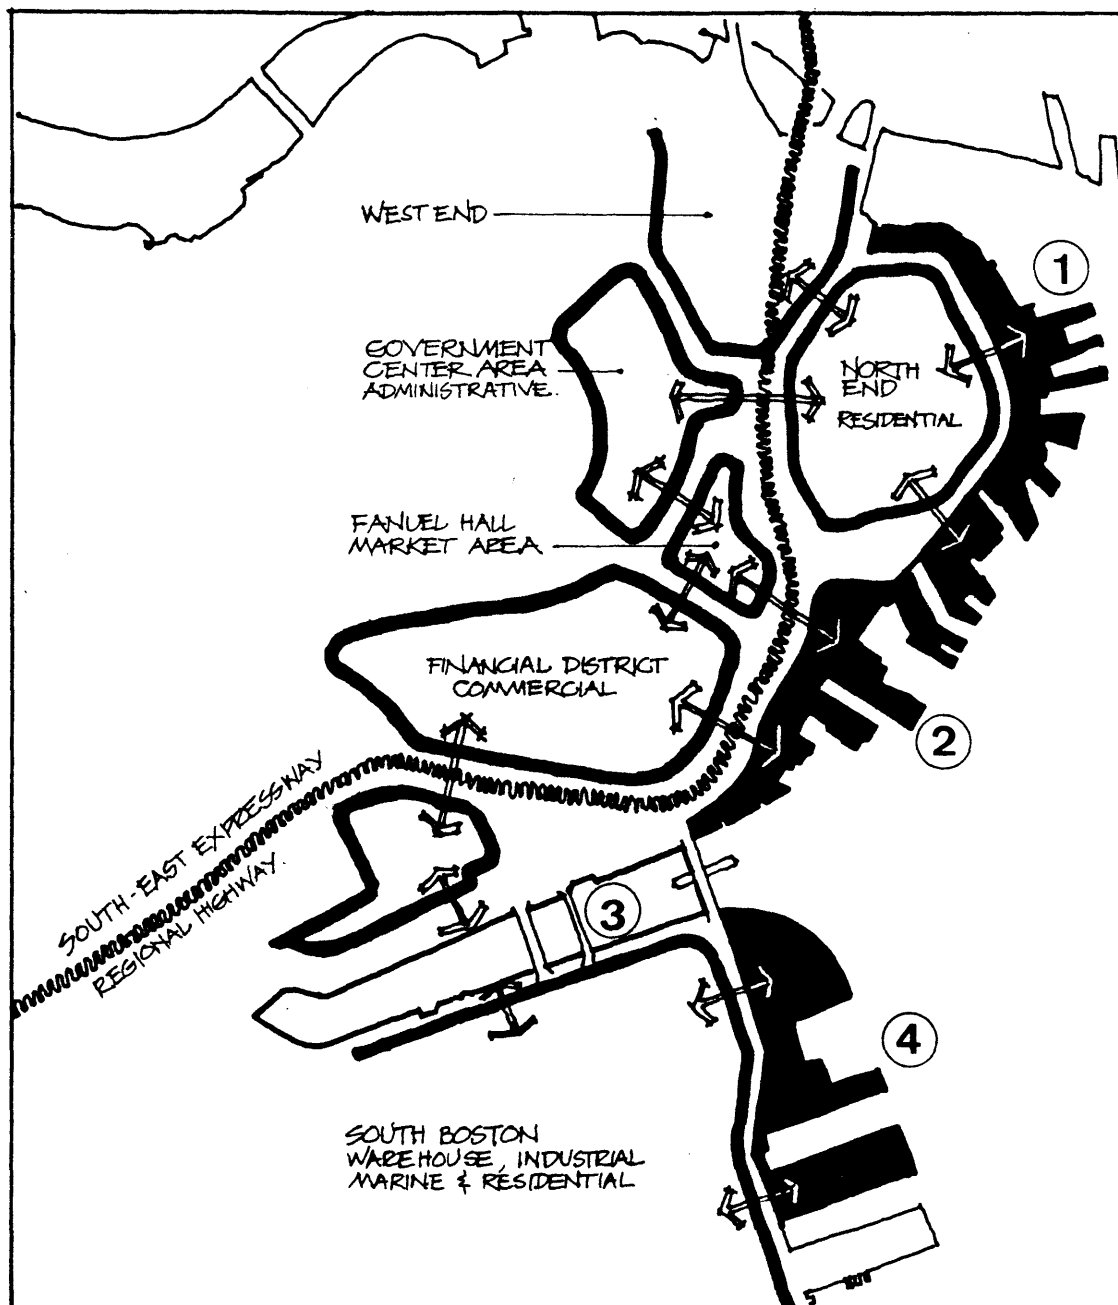 WEST END
1
GOVERNMENT
CENTER AREA
ADMINISTRATIVE.
NORTH
END
RESIDENTIAL
FANUEL HALL
MARKET AREA
FINANCIAL DISTRICT
COMMERCIAL
2
SOUTH-EAST EXPRESSWAY
REGIONAL HIGHWAY.
3
4
SOUTH BOSTON
WAREHOUSE, INDUSTRIAL
MARINE & RESIDENTIAL